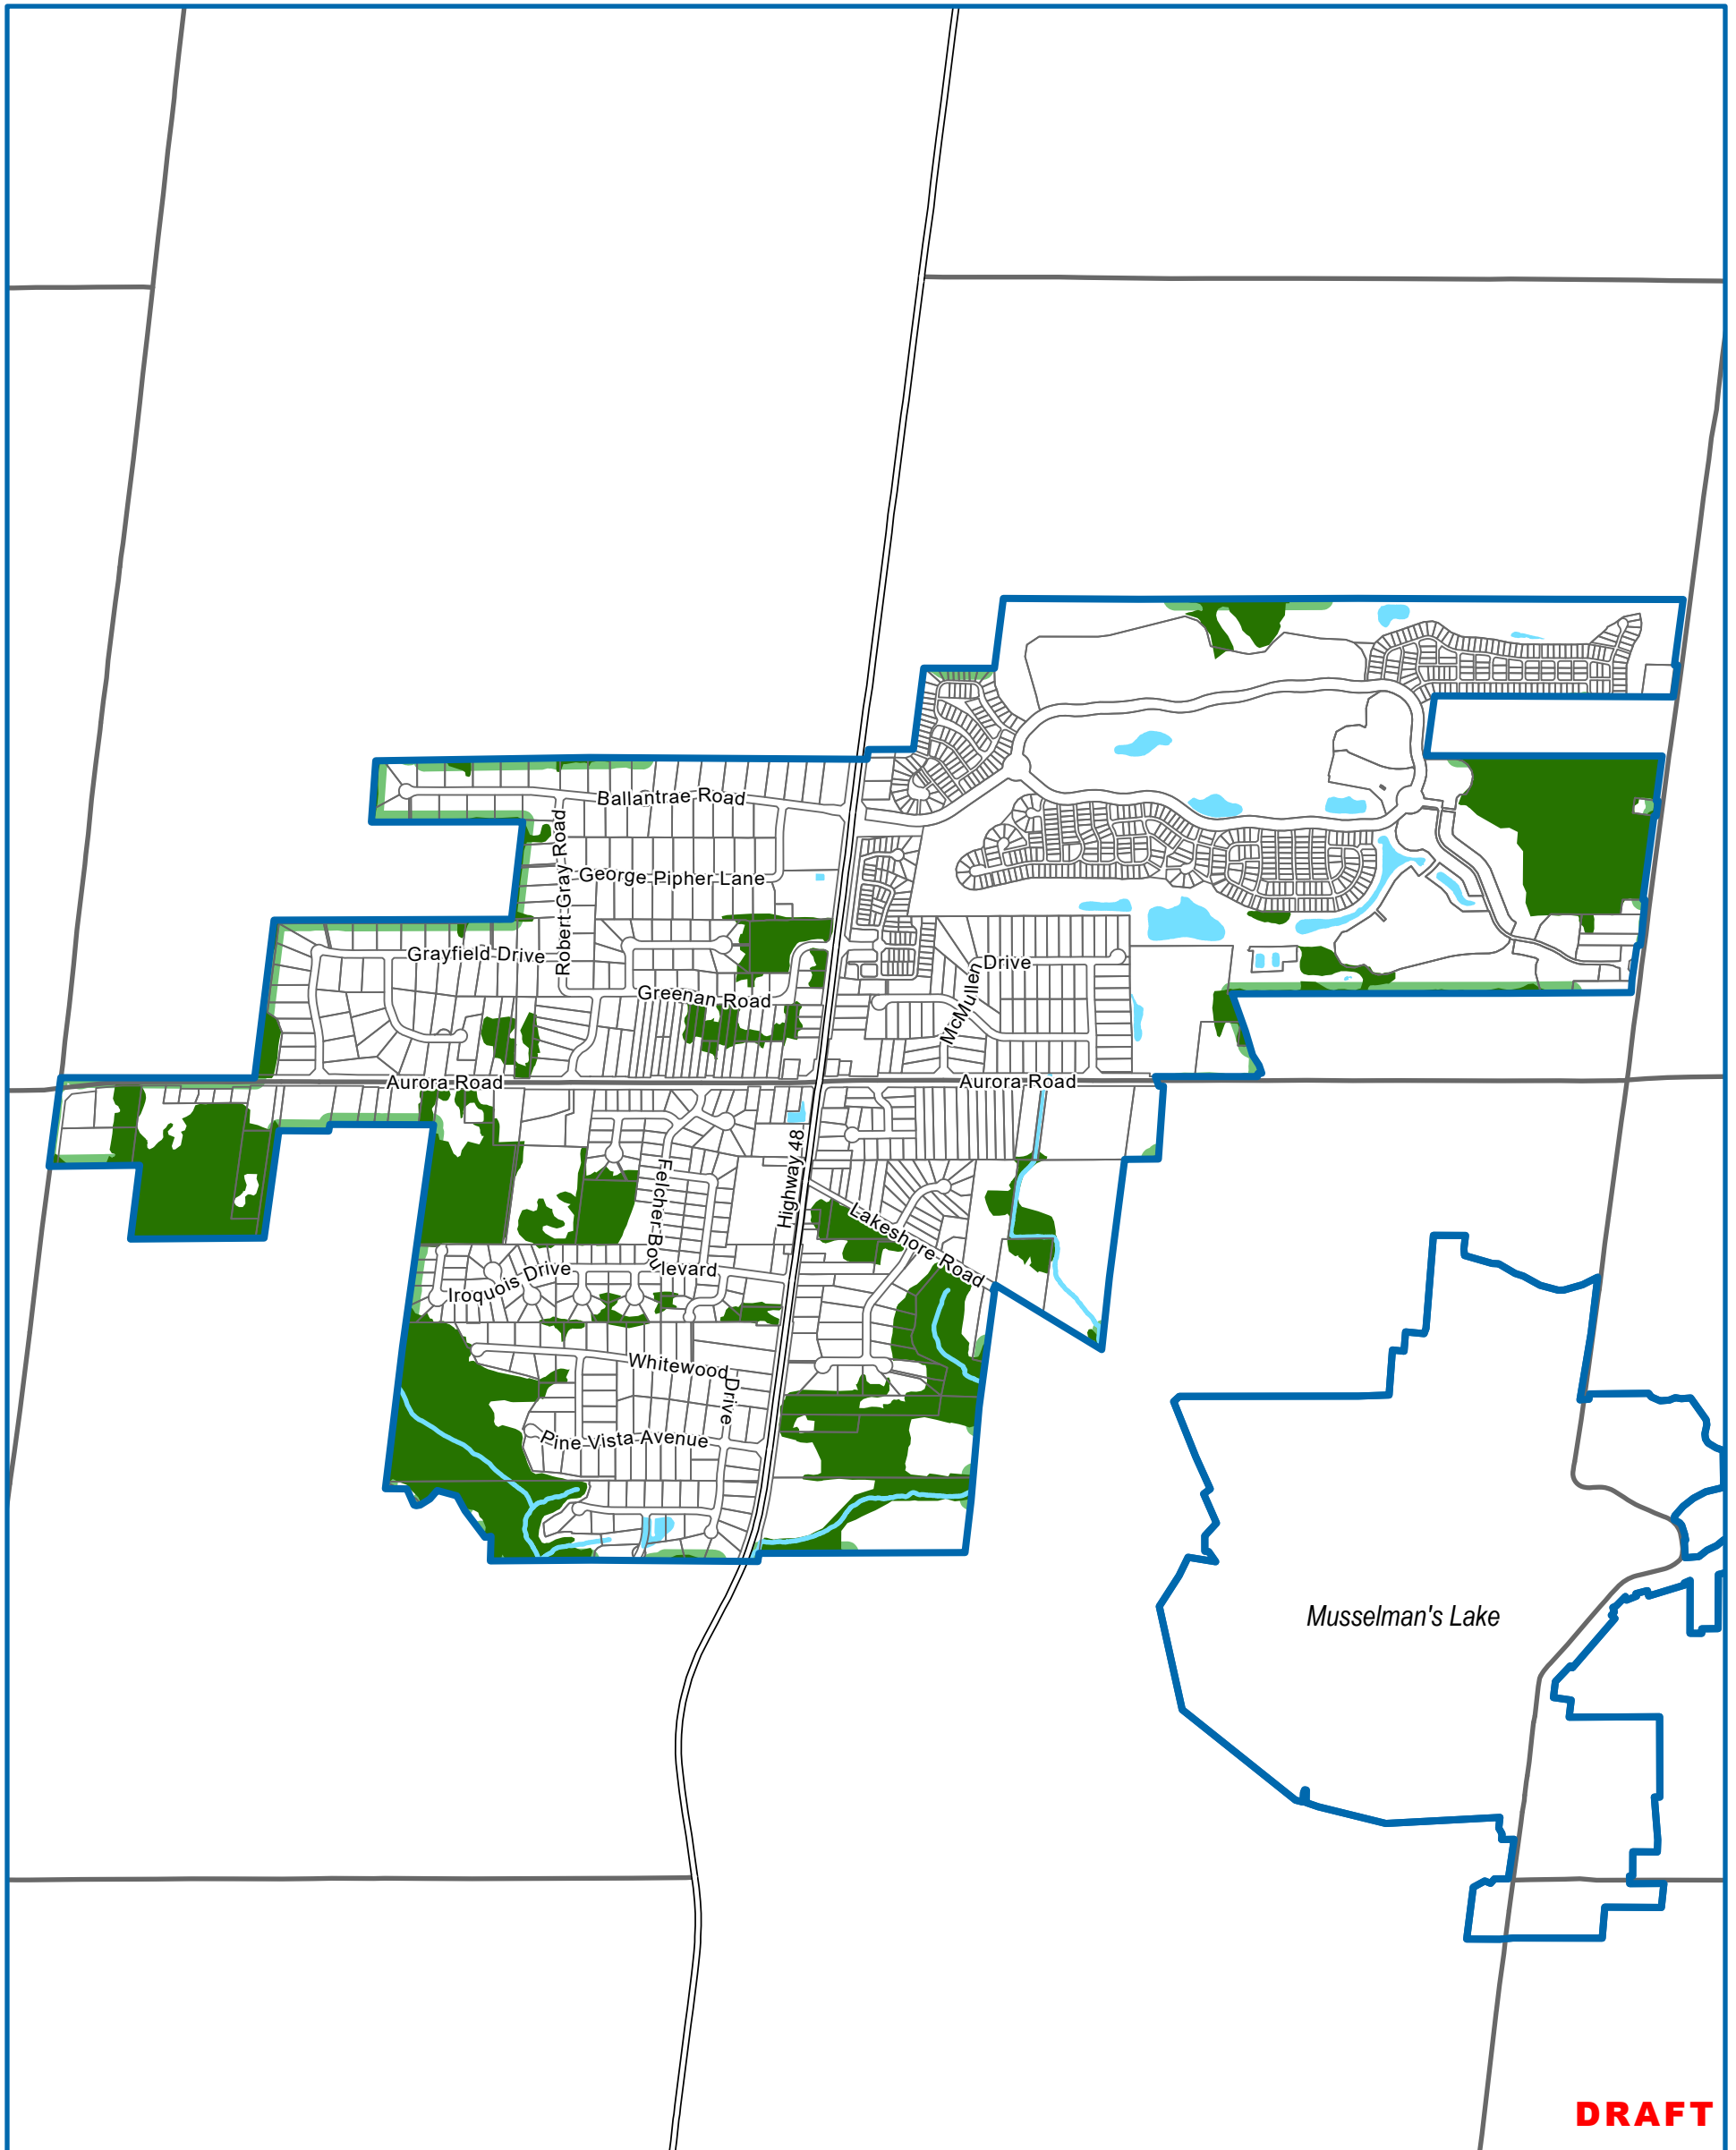 Ballantrae Road
Robert Gray Road
George Pipher Lane
Grayfield Drive
McMullen Drive
Greenan Road
Aurora Road
Aurora Road
Highway 48
Felcher Boulevard
Lakeshore Road
Iroquois Drive
Whitewood Drive
Pine Vista Avenue
Musselman's Lake
DRAFT